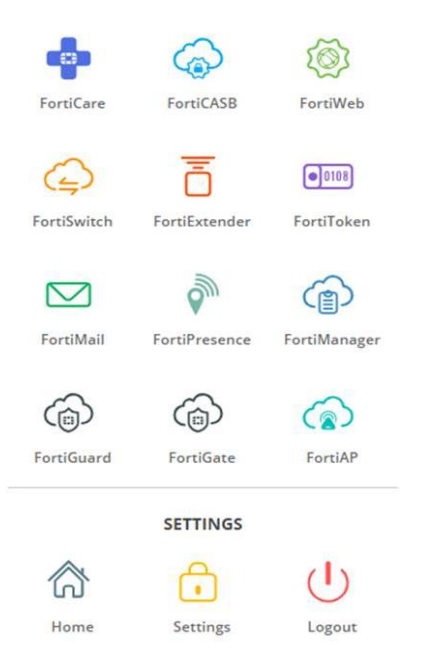 FortiCare FortiCASB FortiWeb
0108
FortiSwitch FortiExtender FortiToken
FortiMail FortiPresence FortiManager
FortiGuard FortiGate FortiAP
SETTINGS
Home Settings Logout